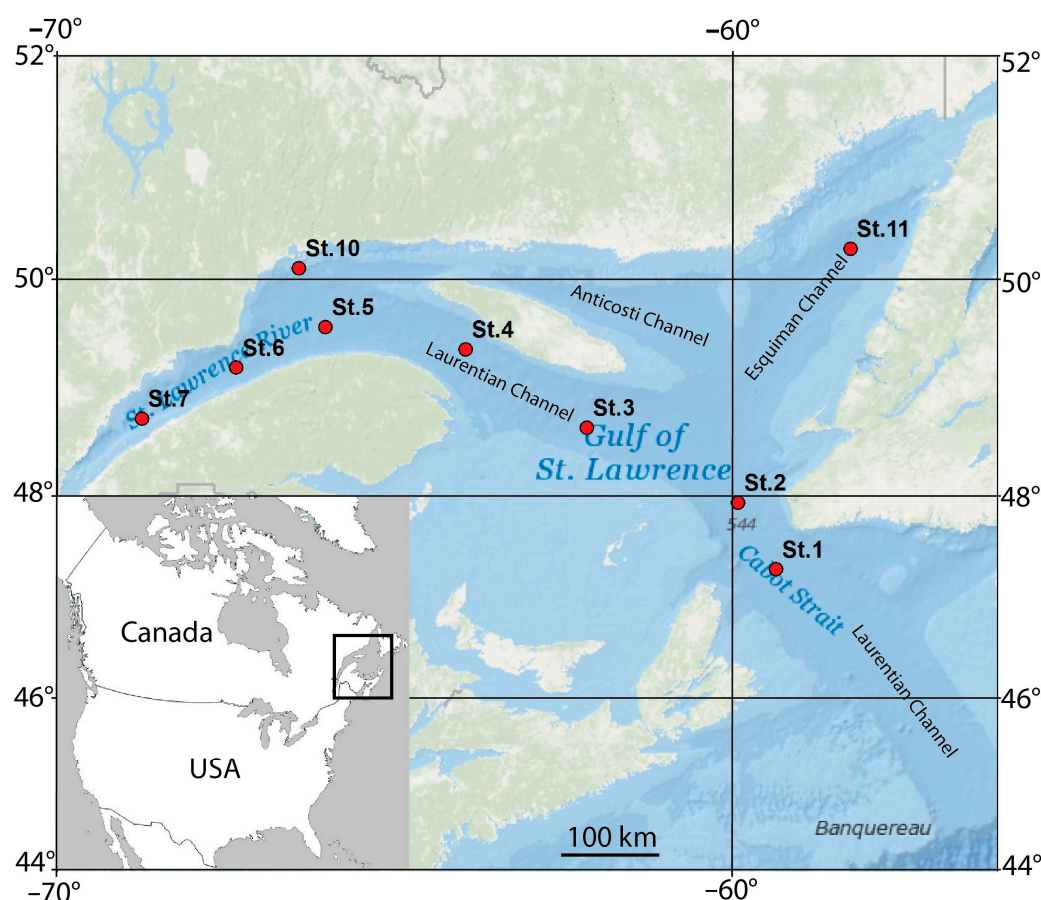 –70°
–60°
52°
52°
St.11
St.10
50°
50°
Anticosti Channel
Esquiman Channel
St.5
St. Lawrence River
St.6
St.4
Laurentian Channel
St.7
St.3
Gulf of
St. Lawrence
48°
48°
St.2
544
St.1
Cabot Strait
Canada
Laurentian Channel
46°
46°
USA
100 km
Banquereau
44°
44°
–70°
–60°